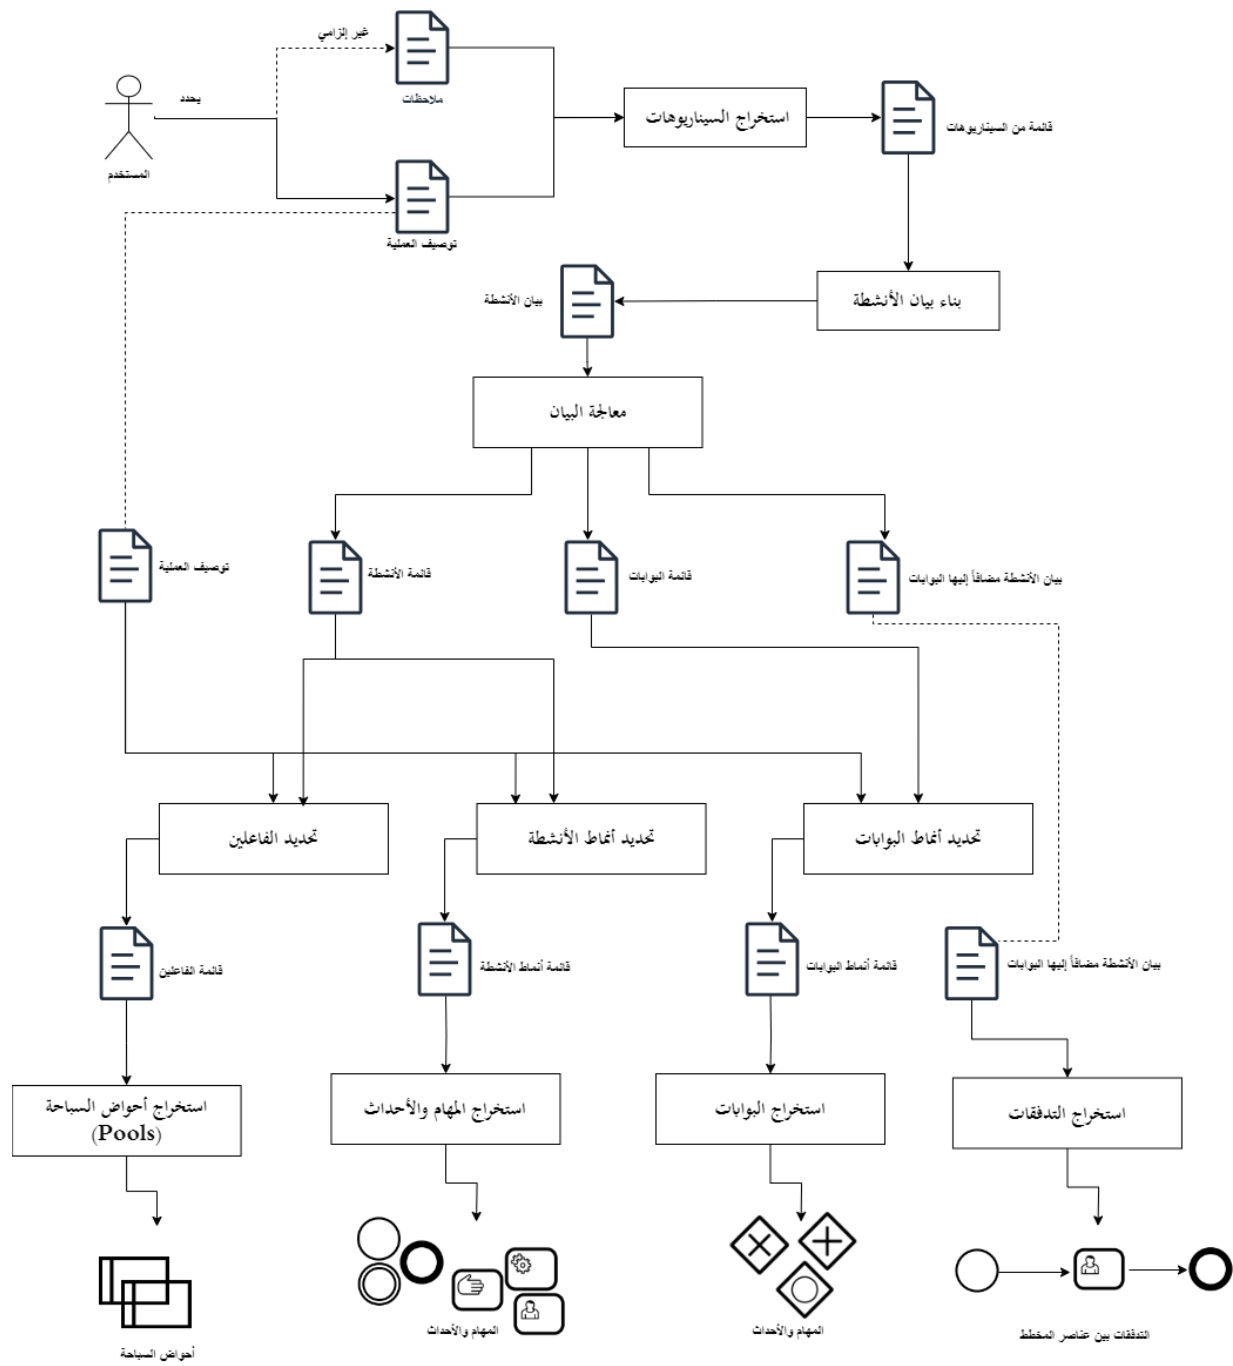 غير إلزامي
ملاحظات
يحدد
المستخدم
استخراج السيناريوهات
قائمة من السيناريوهات
توصيف العملية
بناء بيان الأنشطة
بيان الأنشطة
معالجة البيان
توصيف العملية
قائمة الأنشطة
قائمة البوابات
بيان الأنشطة مضافاً إليها البوابات
تحديد الفاعلين
تحديد أنماط الأنشطة
تحديد أنماط البوابات
قائمة الفاعلين
قائمة أنماط الأنشطة
قائمة أنماط البوابات
بيان الأنشطة مضافاً إليها البوابات
استخراج أحواض السباحة
(Pools)
استخراج المهام والأحداث
استخراج البوابات
استخراج التدفقات
أحواض السباحة
المهام والأحداث
المهام والأحداث
التدفقات بين عناصر المخطط